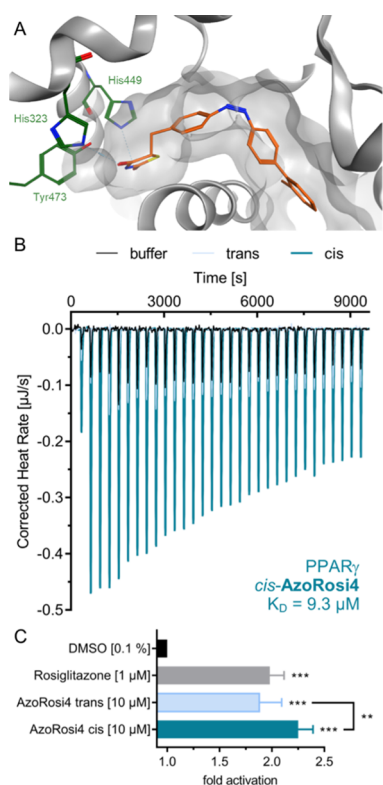 A
His449
His323
Tyr473
B
buffer trans cis
Time [s]
0 3000 6000 9000
0.0
-0.1
-0.2
-0.3
-0.4
-0.5
Corrected Heat Rate [µJ/s]
PPARγ
cis-AzoRosi4
KD = 9.3 µM
C
DMSO [0.1 %]
Rosiglitazone [1 µM] ***
AzoRosi4 trans [10 µM] ***
**
AzoRosi4 cis [10 µM] ***
1.0 1.5 2.0 2.5
fold activation